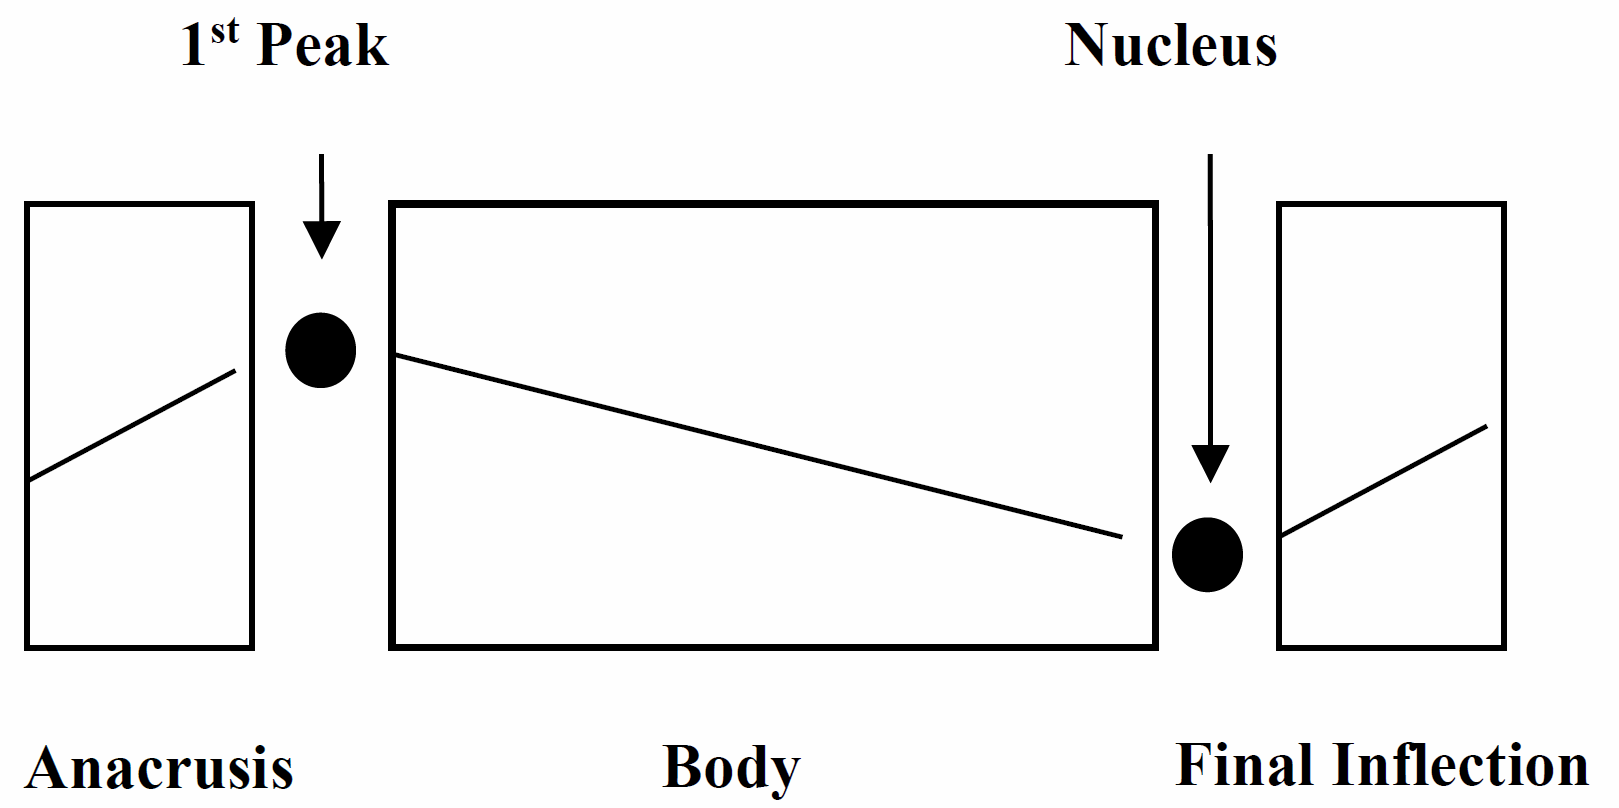 1st Peak
Nucleus
Anacrusis
Body
Final Inflection